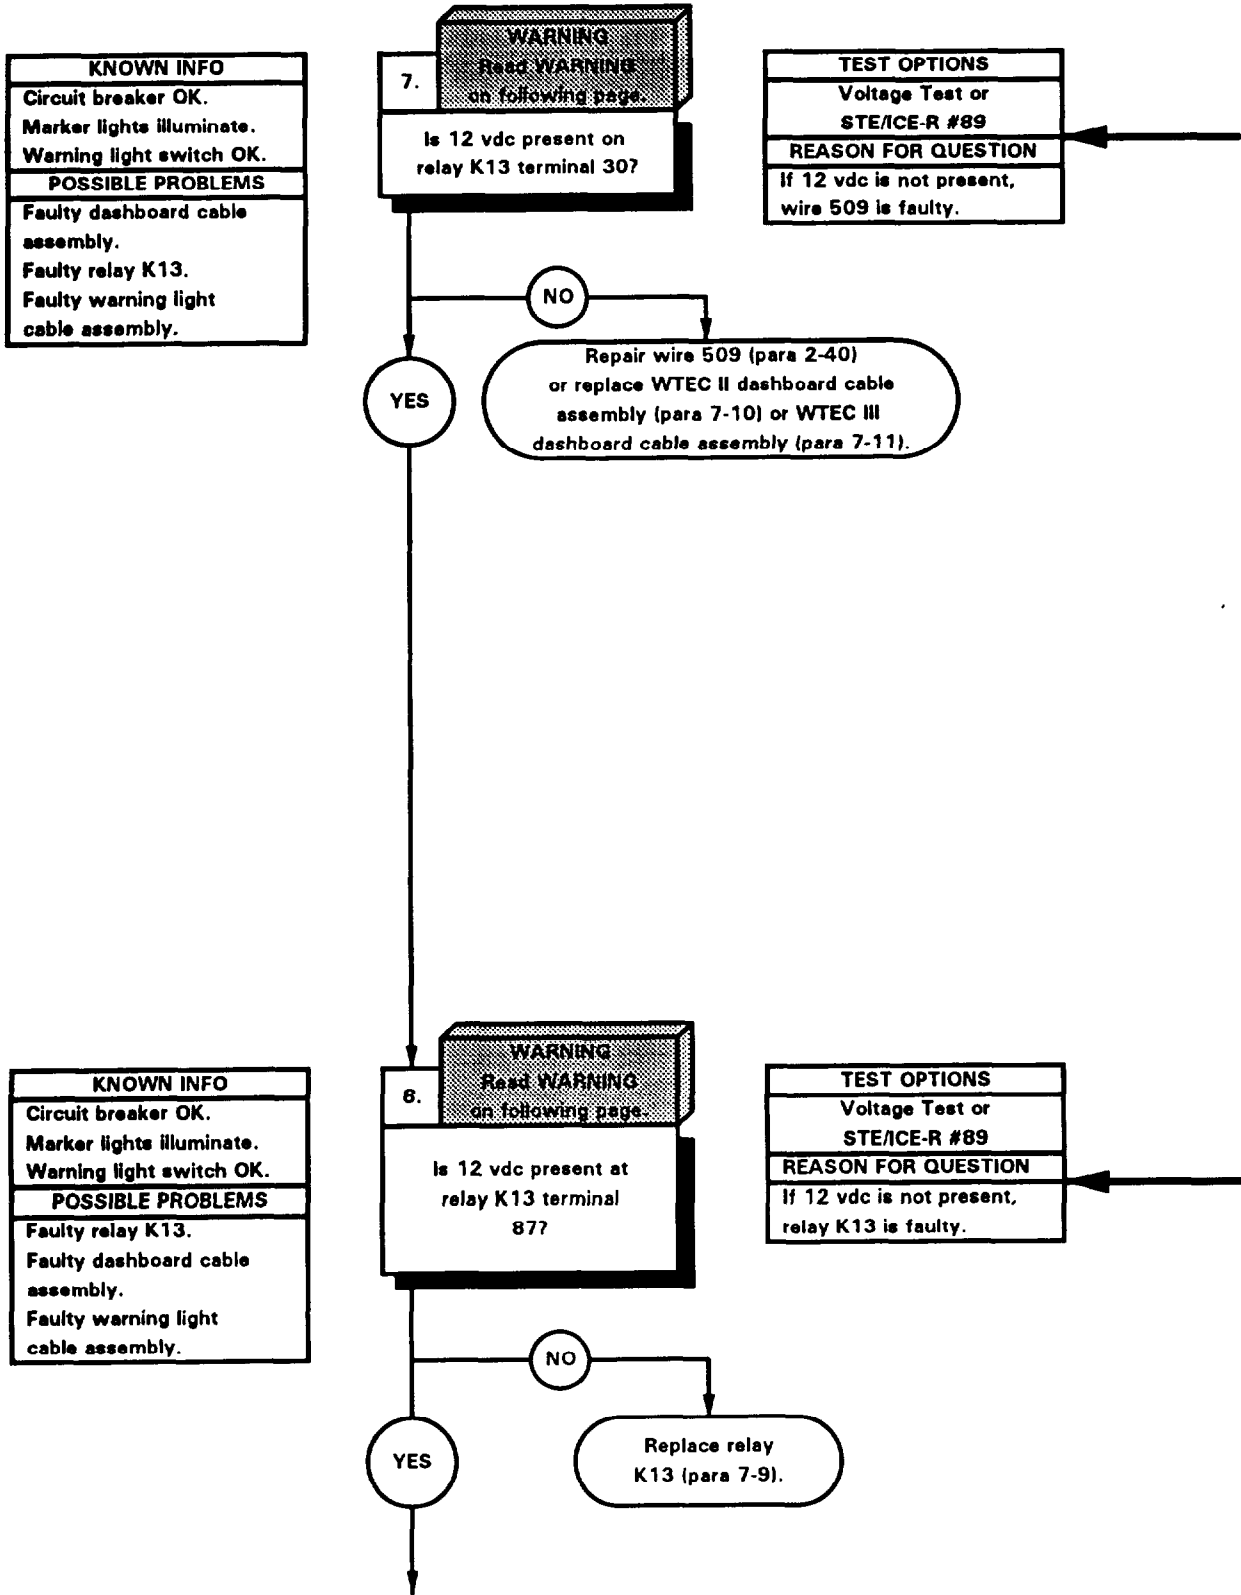 KNOWN INFO
Circuit breaker OK.
Marker lights illuminate.
Warning light switch OK.
POSSIBLE PROBLEMS
Faulty dashboard cable
assembly.
Faulty relay K13.
Faulty warning light
cable assembly.
7.
WARNING
Read WARNING
on following page.
Is 12 vdc present on
relay K13 terminal 30?
TEST OPTIONS
Voltage Test or
STE/ICE-R #89
REASON FOR QUESTION
If 12 vdc is not present,
wire 509 is faulty.
NO
YES
Repair wire 509 (para 2-40)
or replace WTEC II dashboard cable
assembly (para 7-10) or WTEC III
dashboard cable assembly (para 7-11).
KNOWN INFO
Circuit breaker OK.
Marker lights illuminate.
Warning light switch OK.
POSSIBLE PROBLEMS
Faulty relay K13.
Faulty dashboard cable
assembly.
Faulty warning light
cable assembly.
8.
WARNING
Read WARNING
on following page.
Is 12 vdc present at
relay K13 terminal
87?
TEST OPTIONS
Voltage Test or
STE/ICE-R #89
REASON FOR QUESTION
If 12 vdc is not present,
relay K13 is faulty.
NO
YES
Replace relay
K13 (para 7-9).